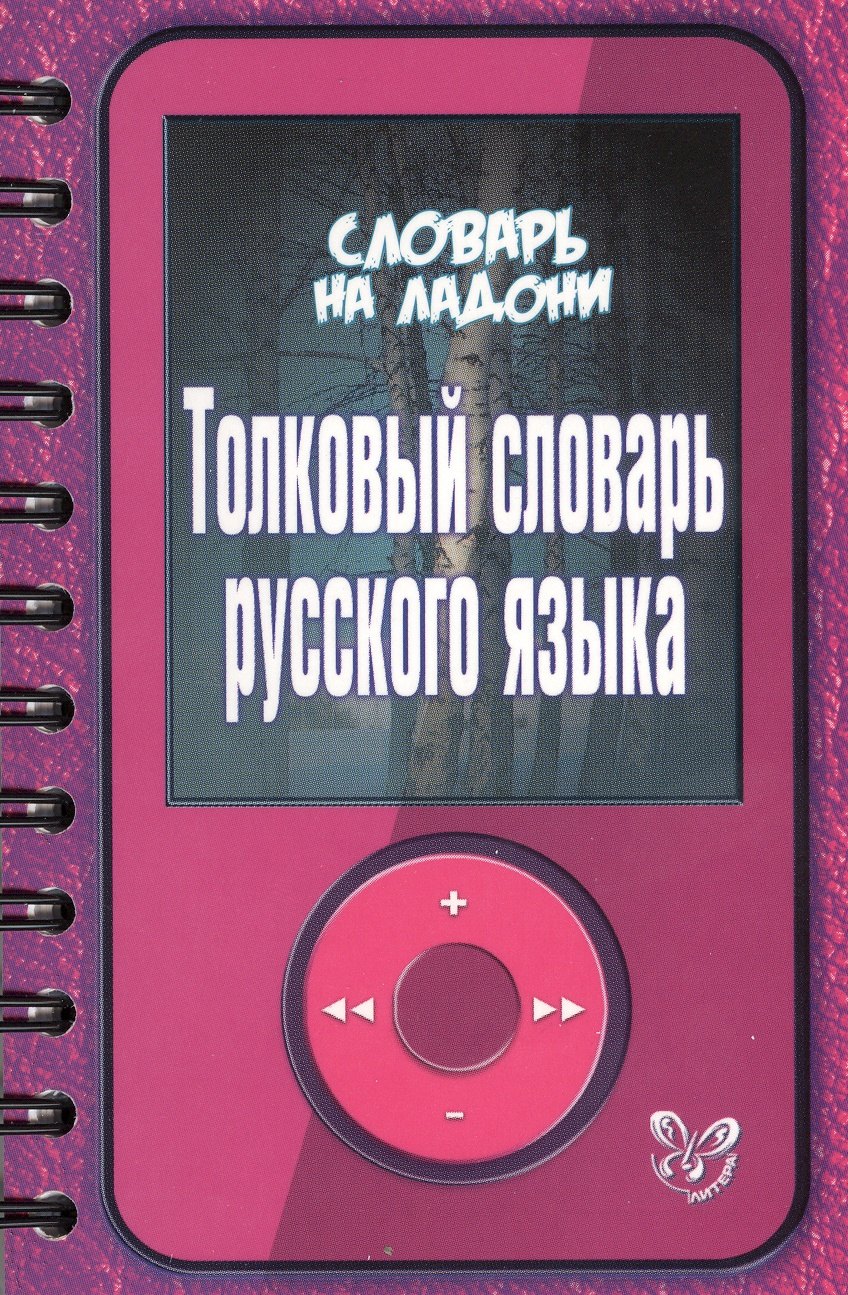 СЛОВАРЬ
НА ЛАДОНИ
Толковый словарь
русского языка
+
-
ЛИТЕРА